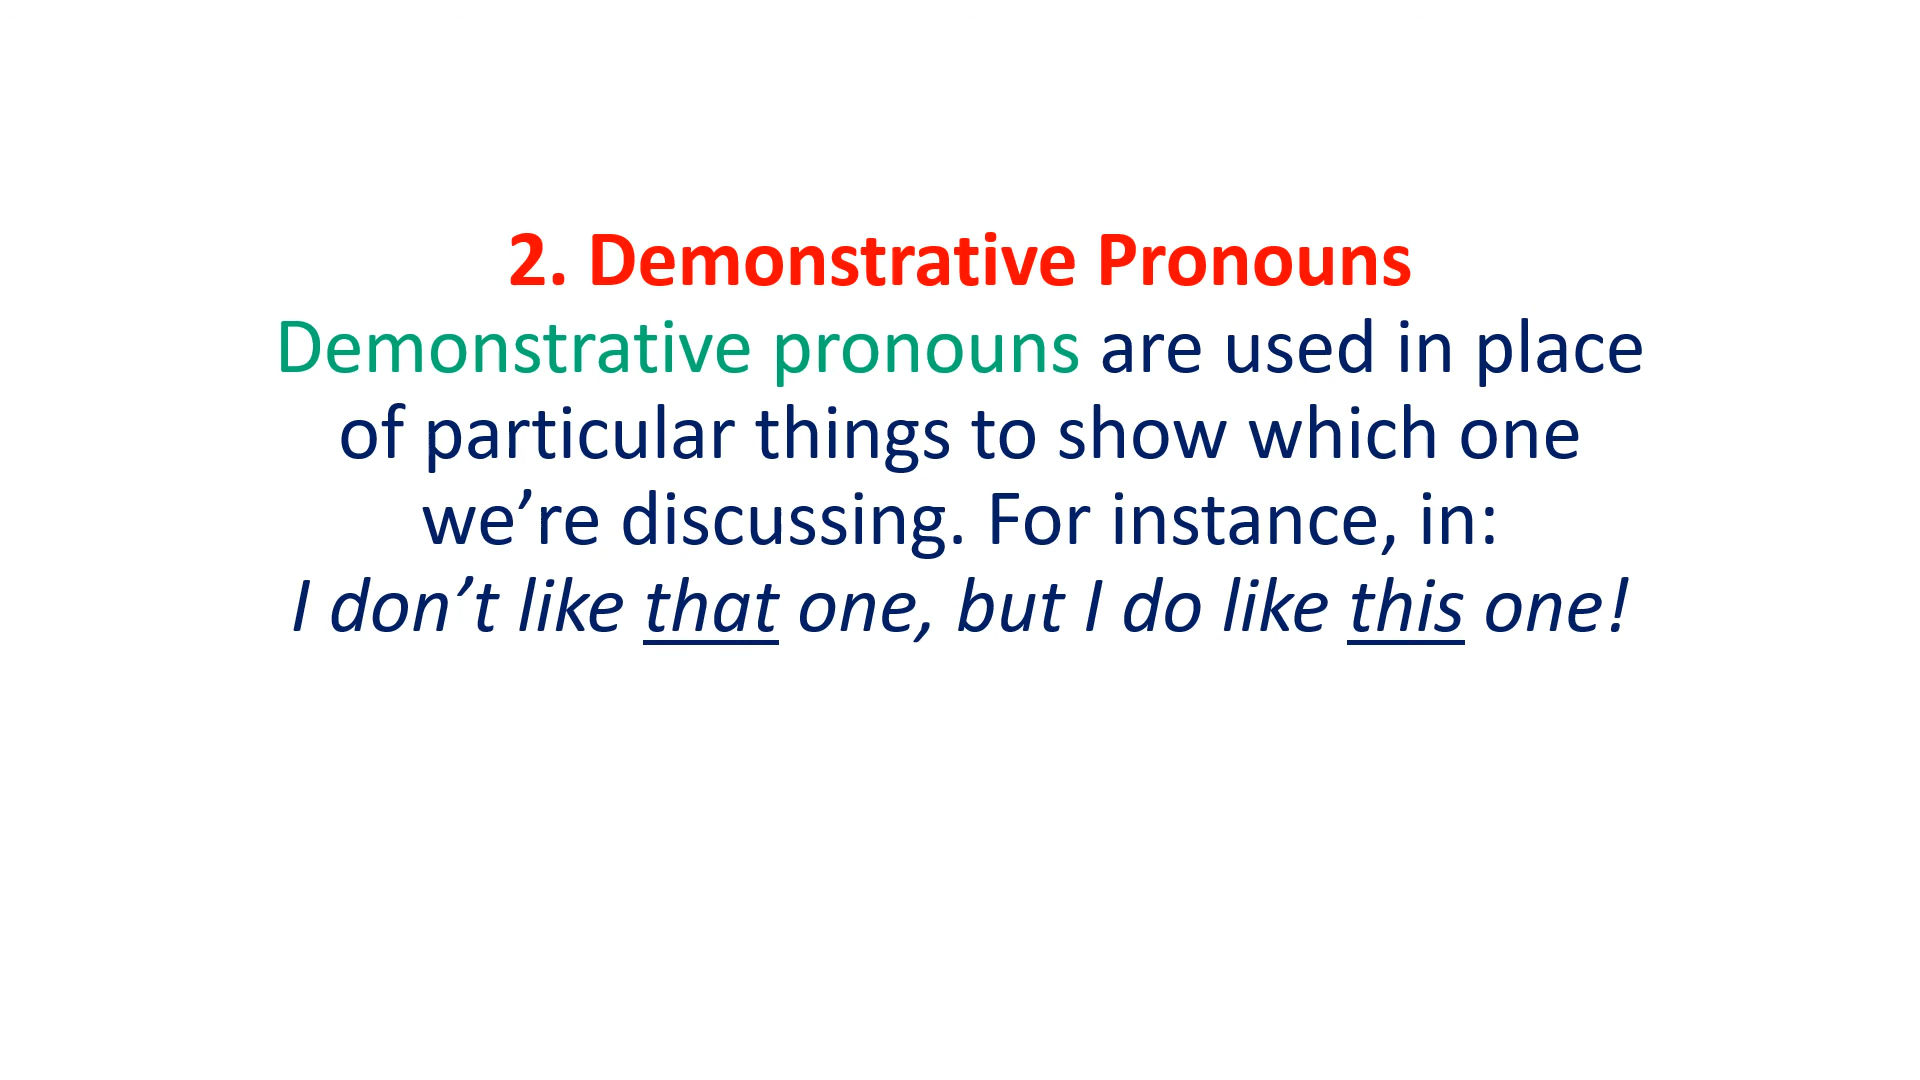 2. Demonstrative Pronouns
Demonstrative pronouns are used in place
of particular things to show which one
we’re discussing. For instance, in:
I don’t like that one, but I do like this one!